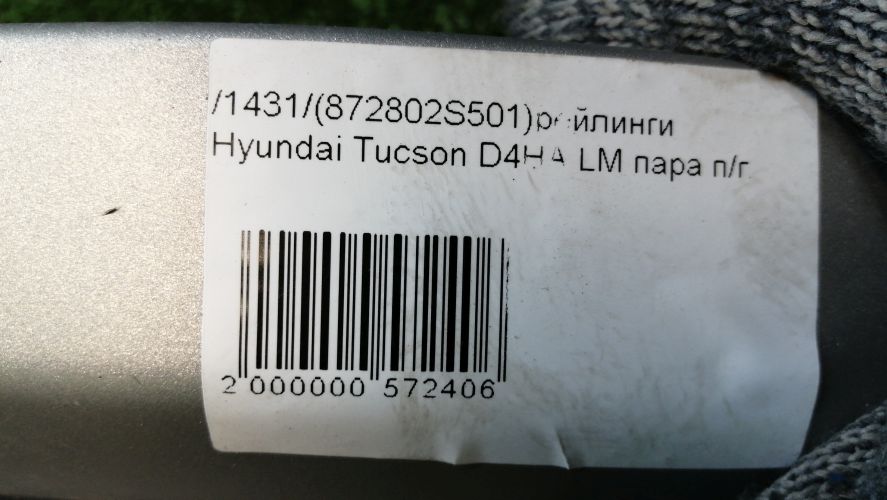 /1431/(872802S501)рейлинги
Hyundai Tucson D4HA LM пара п/г
2 000000 572406